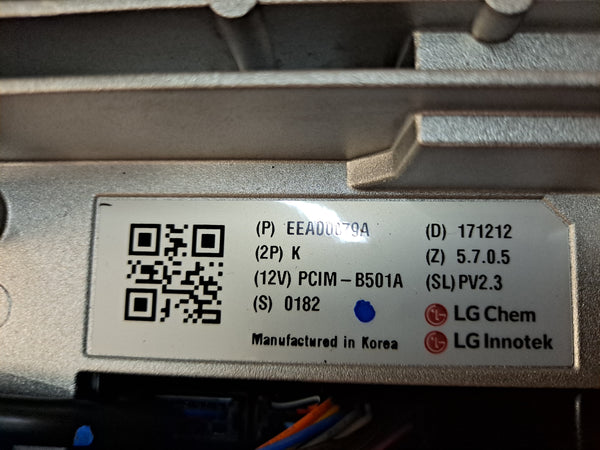 (P) EEA00679A (D) 171212
(2P) K (Z) 5.7.0.5
(12V) PCIM-B501A (SL) PV2.3
(S) 0182 LG Chem
Manufactured in Korea LG Innotek